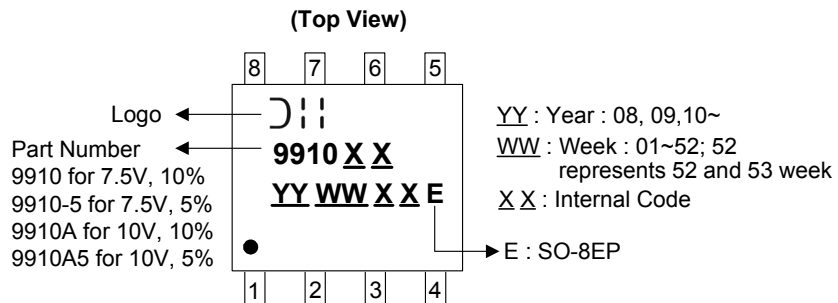 (Top View)
8 7 6 5
Logo
Part Number
9910 for 7.5V, 10%
9910-5 for 7.5V, 5%
9910A for 10V, 10%
9910A5 for 10V, 5%
9910 X X
YY WW X X E
1 2 3 4
YY : Year : 08, 09,10~
WW : Week : 01~52; 52
represents 52 and 53 week
X X : Internal Code
E : SO-8EP